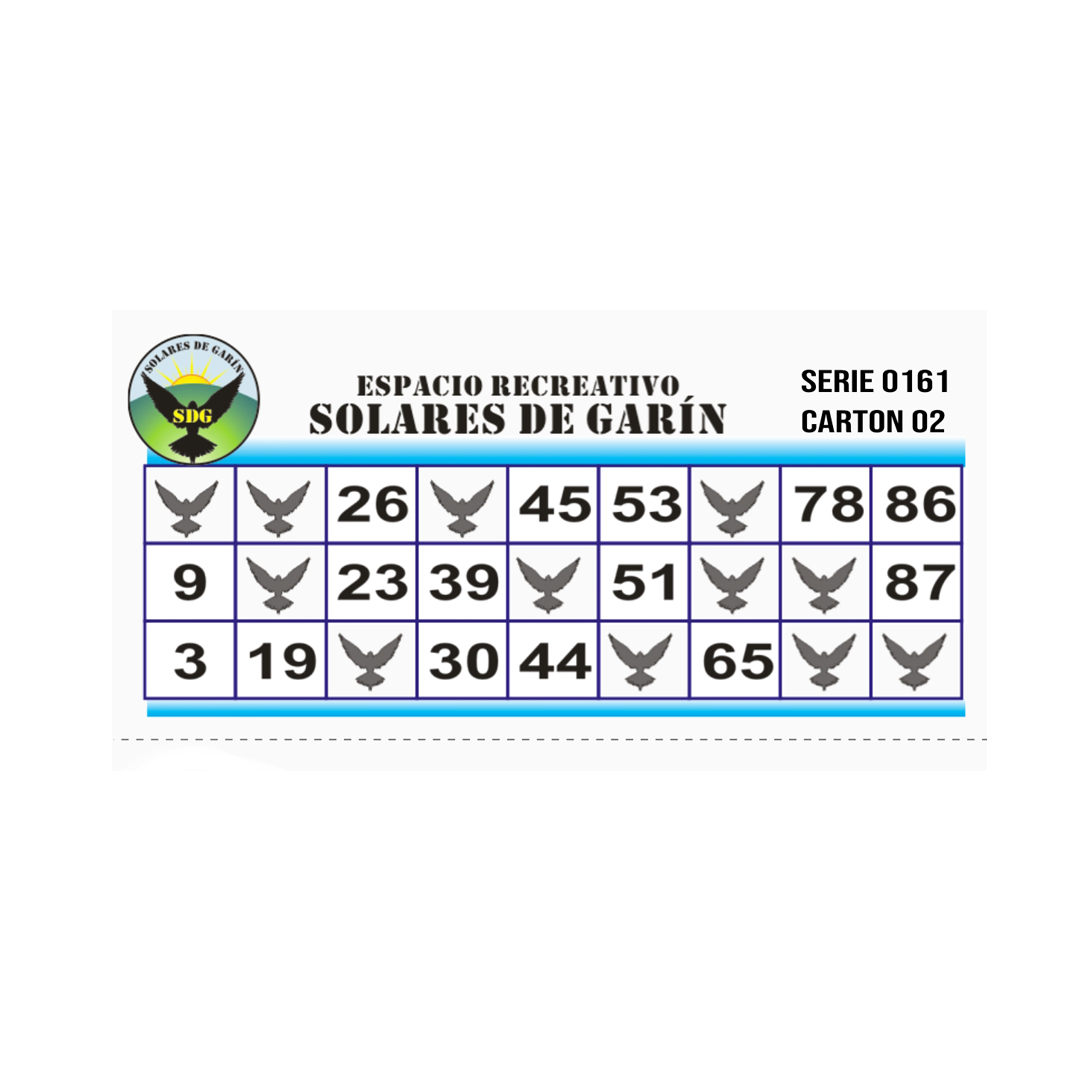 SOLARES DE GARÍN
SDG
ESPACIO RECREATIVO
SOLARES DE GARÍN
SERIE 0161
CARTON 02
26 45 53 78 86
9 23 39 51 87
3 19 30 44 65